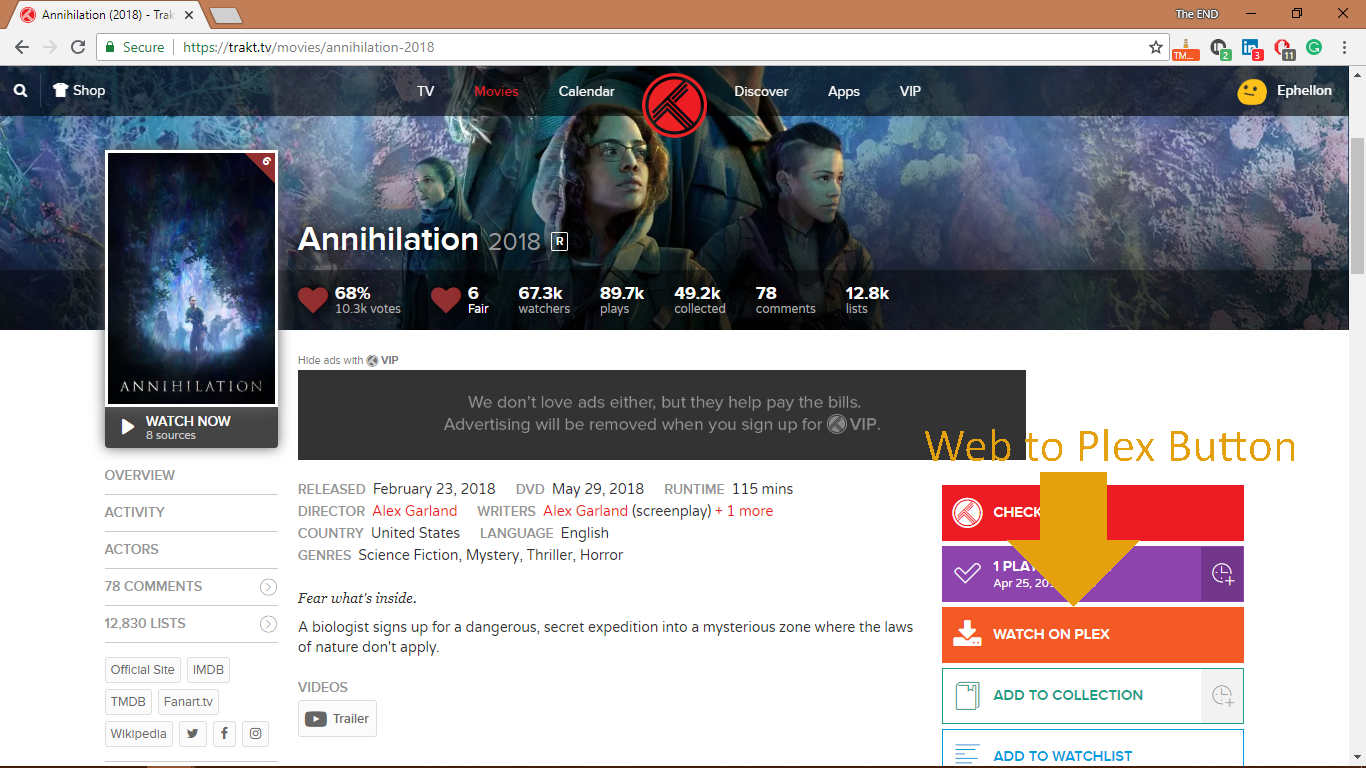 Annihilation (2018) - Trak
The END
Secure
https://trakt.tv/movies/annihilation-2018
TM...
2
3
11
Shop
TV
Movies
Calendar
Discover
Apps
VIP
Ephellon
6
ANNIHILATION
WATCH NOW
8 sources
Annihilation 2018 R
68%
10.3k votes
6
Fair
67.3k
watchers
89.7k
plays
49.2k
collected
78
comments
12.8k
lists
Hide ads with VIP
We don't love ads either, but they help pay the bills.
Advertising will be removed when you sign up for VIP.
Web to Plex Button
OVERVIEW
ACTIVITY
ACTORS
78 COMMENTS
12,830 LISTS
Official Site
IMDB
TMDB
Fanart.tv
Wikipedia
RELEASED February 23, 2018 DVD May 29, 2018 RUNTIME 115 mins
DIRECTOR Alex Garland WRITERS Alex Garland (screenplay) + 1 more
COUNTRY United States LANGUAGE English
GENRES Science Fiction, Mystery, Thriller, Horror
Fear what's inside.
A biologist signs up for a dangerous, secret expedition into a mysterious zone where the laws
of nature don't apply.
VIDEOS
Trailer
CHECK
1 PLAY
Apr 25, 20
WATCH ON PLEX
ADD TO COLLECTION
ADD TO WATCHLIST